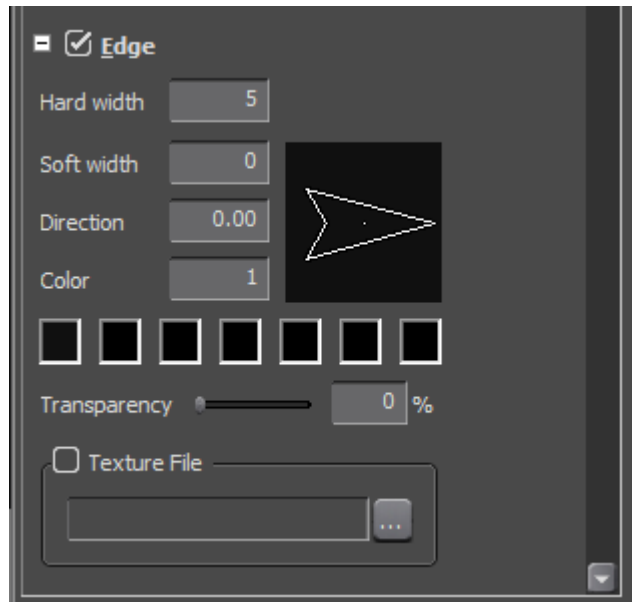 Edge
Hard width 5
Soft width 0
Direction 0.00
Color 1
Transparency 0 %
Texture File
...